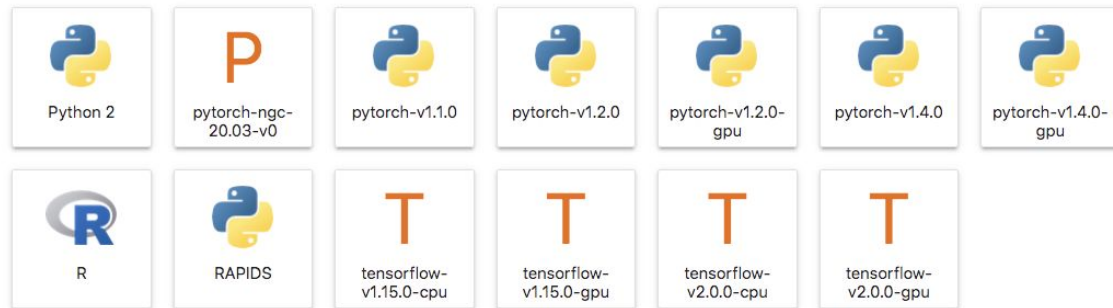 Python 2
P
pytorch-ngc-
20.03-v0
pytorch-v1.1.0
pytorch-v1.2.0
pytorch-v1.2.0-
gpu
pytorch-v1.4.0
pytorch-v1.4.0-
gpu
R
R
RAPIDS
T
tensorflow-
v1.15.0-cpu
T
tensorflow-
v1.15.0-gpu
T
tensorflow-
v2.0.0-cpu
T
tensorflow-
v2.0.0-gpu